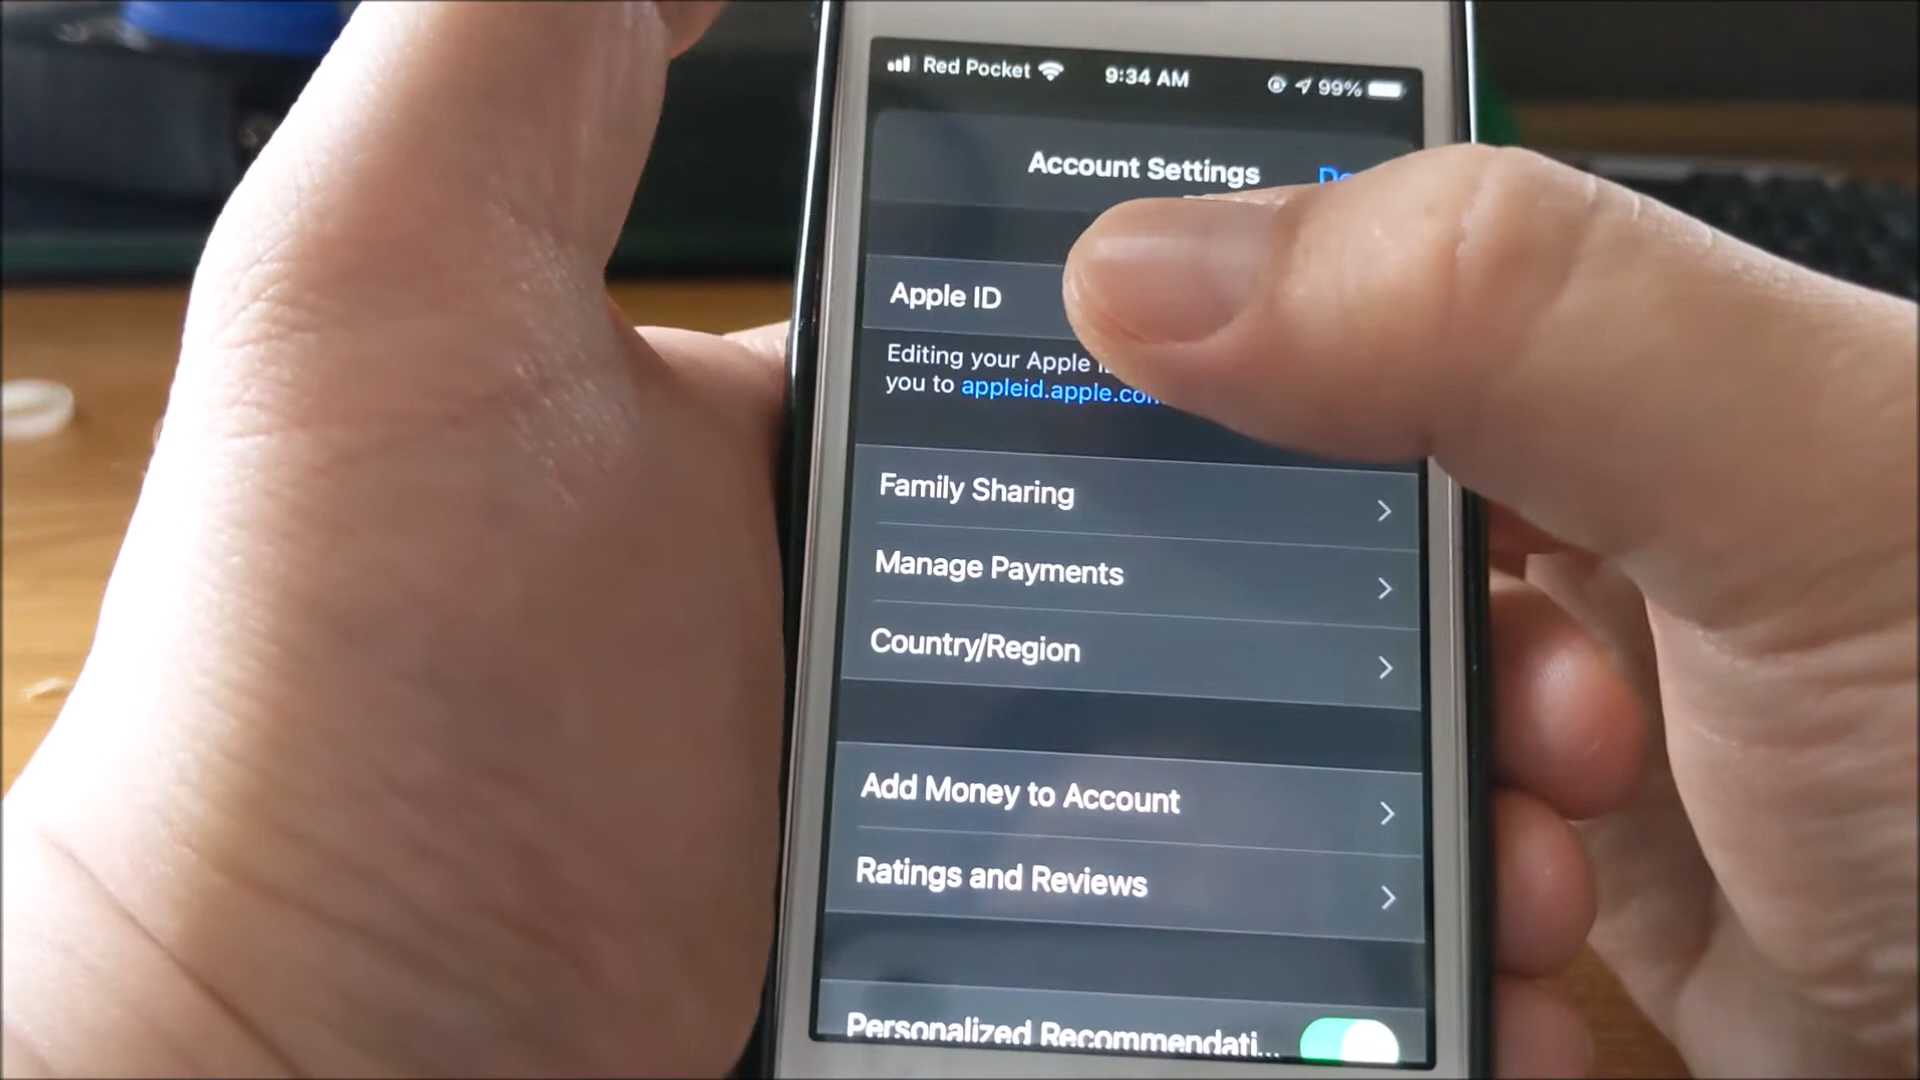 Red Pocket 9:34 AM 99%
Account Settings
Apple ID
Editing your Apple
you to appleid.apple.com
Family Sharing
Manage Payments
Country/Region
Add Money to Account
Ratings and Reviews
Personalized Recommendati...